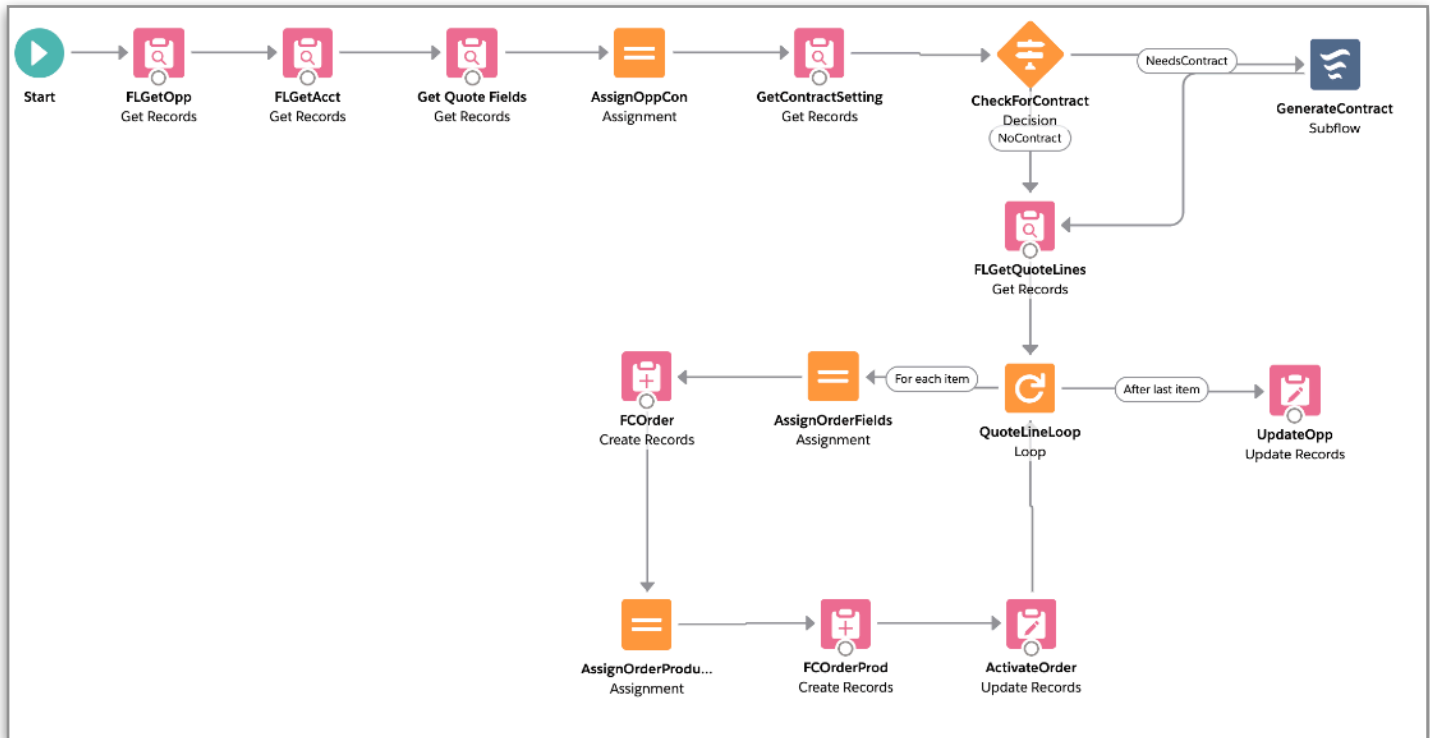 Start
FLGetOpp
Get Records
FLGetAcct
Get Records
Get Quote Fields
Get Records
AssignOppCon
Assignment
GetContractSetting
Get Records
CheckForContract
Decision
NoContract
NeedsContract
GenerateContract
Subflow
FLGetQuoteLines
Get Records
FCOrder
Create Records
AssignOrderFields
Assignment
For each item
QuoteLineLoop
Loop
After last item
UpdateOpp
Update Records
AssignOrderProdu...
Assignment
FCOrderProd
Create Records
ActivateOrder
Update Records